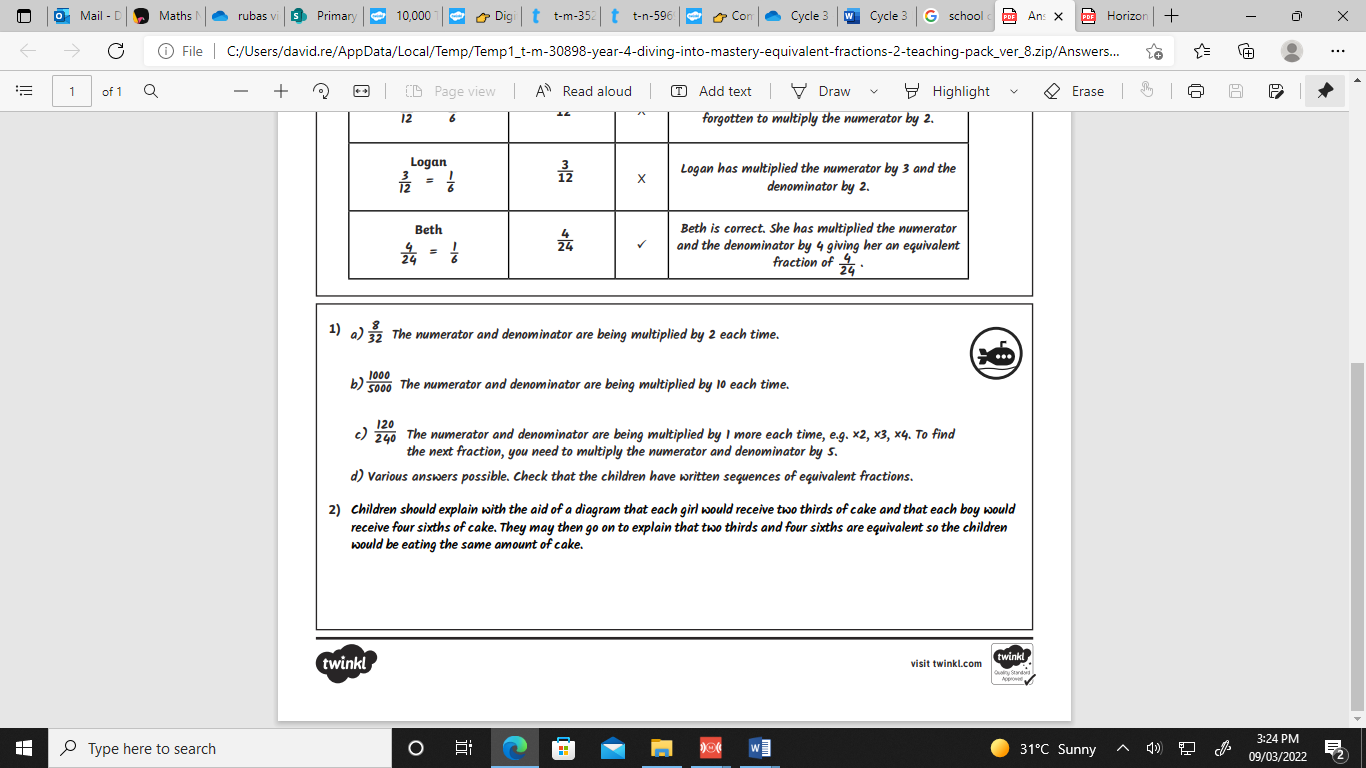 Mail - D
Maths N
rubas vi
Primary
10,000 T
Digi
t-m-352
t-n-596
Com
Cycle 3
Cycle 3
school c
Ans
Horizon
File
C:/Users/david.re/AppData/Local/Temp/Temp1_t-m-30898-year-4-diving-into-mastery-equivalent-fractions-2-teaching-pack_ver_8.zip/Answers...
1 of 1
Page view
Read aloud
Add text
Draw
Highlight
Erase
12 6 12 X forgotten to multiply the numerator by 2.
Logan
3/12 = 1/6
3/12
X
Logan has multiplied the numerator by 3 and the
denominator by 2.
Beth
4/24 = 1/6
4/24
✓
Beth is correct. She has multiplied the numerator
and the denominator by 4 giving her an equivalent
fraction of 4/24 .
1) a) 8/32 The numerator and denominator are being multiplied by 2 each time.
b) 1000/5000 The numerator and denominator are being multiplied by 10 each time.
c) 120/240 The numerator and denominator are being multiplied by 1 more each time, e.g. ×2, ×3, ×4. To find
the next fraction, you need to multiply the numerator and denominator by 5.
d) Various answers possible. Check that the children have written sequences of equivalent fractions.
2) Children should explain with the aid of a diagram that each girl would receive two thirds of cake and that each boy would
receive four sixths of cake. They may then go on to explain that two thirds and four sixths are equivalent so the children
would be eating the same amount of cake.
twinkl
visit twinkl.com
twinkl
Quality Standard
Approved
Type here to search
31°C Sunny
3:24 PM
09/03/2022
2